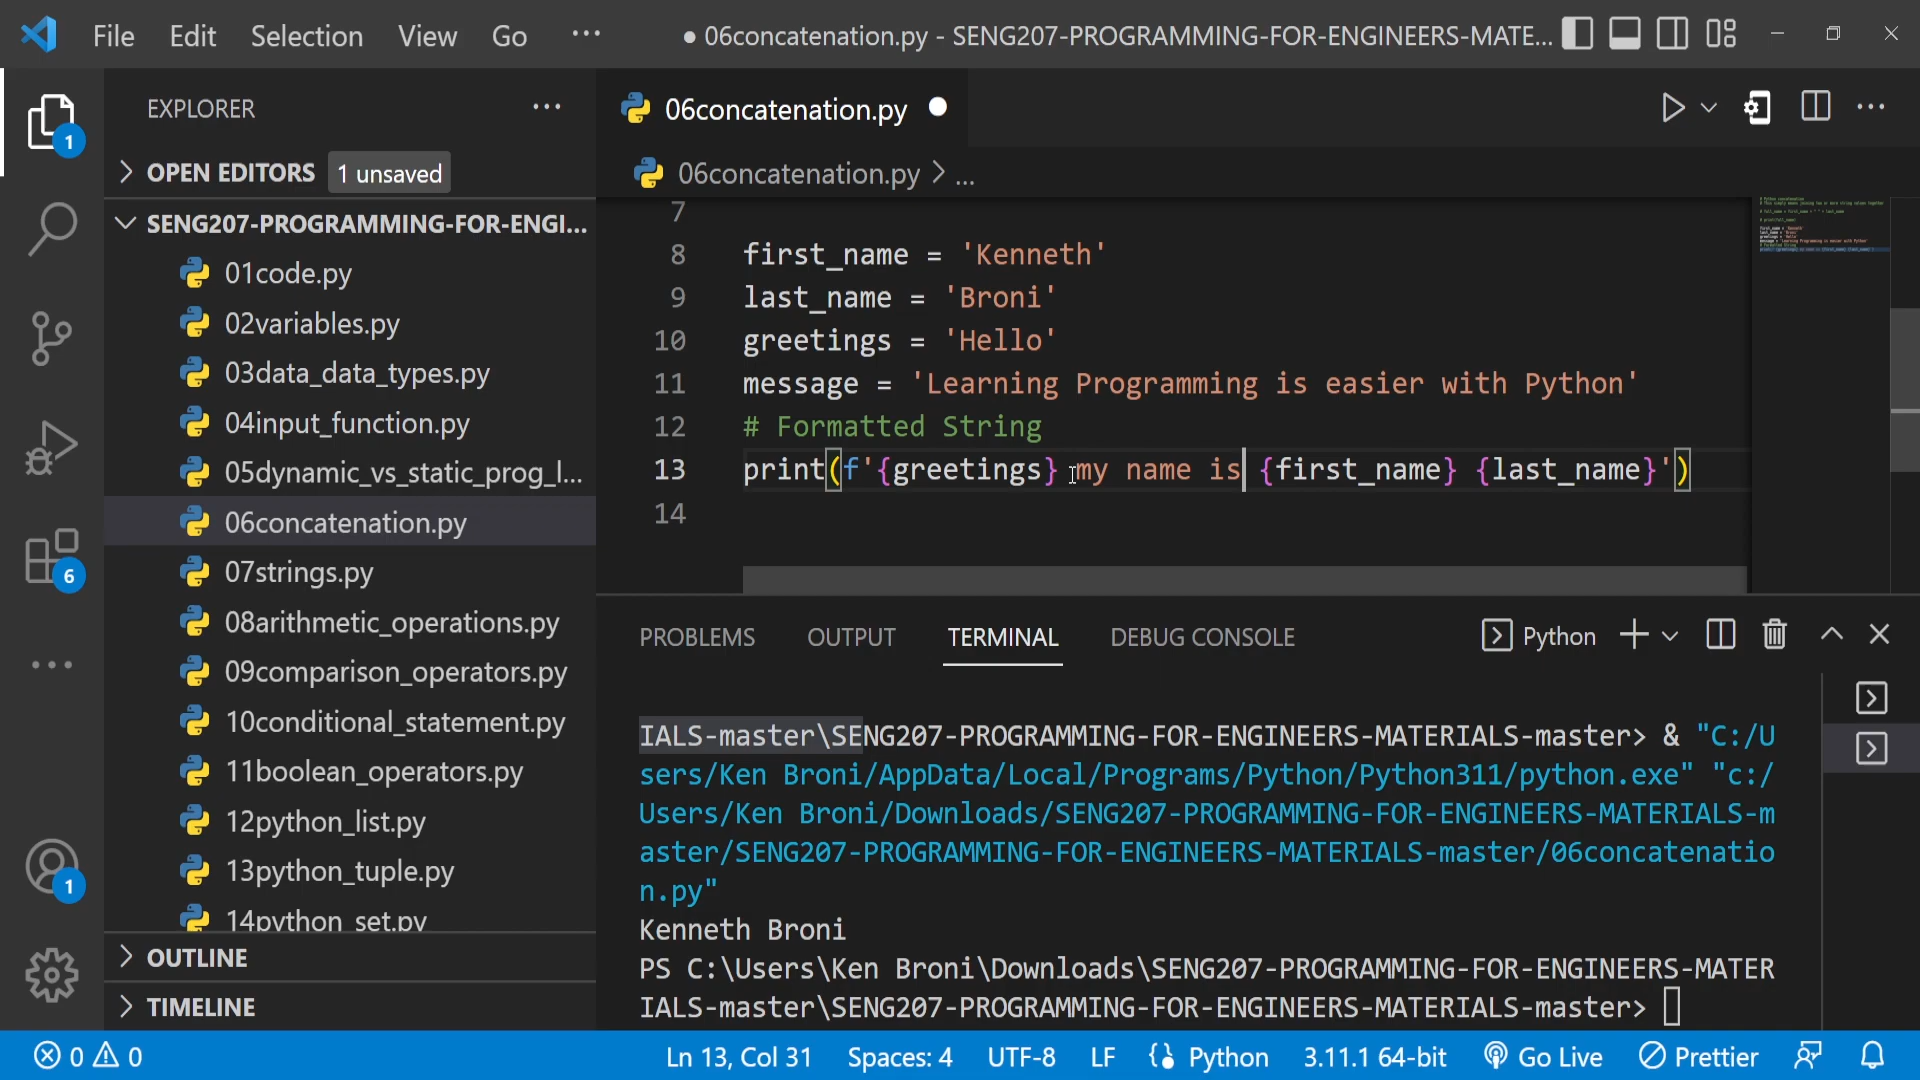 File Edit Selection View Go ··· ● 06concatenation.py - SENG207-PROGRAMMING-FOR-ENGINEERS-MATE...
EXPLORER ···
06concatenation.py
OPEN EDITORS 1 unsaved
06concatenation.py > ...
SENG207-PROGRAMMING-FOR-ENGI...
01code.py
02variables.py
03data_data_types.py
04input_function.py
05dynamic_vs_static_prog_l...
06concatenation.py
07strings.py
08arithmetic_operations.py
09comparison_operators.py
10conditional_statement.py
11boolean_operators.py
12python_list.py
13python_tuple.py
14python_set.py
OUTLINE
TIMELINE
1
6
1
7
8 first_name = 'Kenneth'
9 last_name = 'Broni'
10 greetings = 'Hello'
11 message = 'Learning Programming is easier with Python'
12 # Formatted String
13 print(f'{greetings} my name is {first_name} {last_name}')
14
PROBLEMS OUTPUT TERMINAL DEBUG CONSOLE Python
IALS-master\SENG207-PROGRAMMING-FOR-ENGINEERS-MATERIALS-master> & "C:/U
sers/Ken Broni/AppData/Local/Programs/Python/Python311/python.exe" "c:/
Users/Ken Broni/Downloads/SENG207-PROGRAMMING-FOR-ENGINEERS-MATERIALS-m
aster/SENG207-PROGRAMMING-FOR-ENGINEERS-MATERIALS-master/06concatenatio
n.py"
Kenneth Broni
PS C:\Users\Ken Broni\Downloads\SENG207-PROGRAMMING-FOR-ENGINEERS-MATER
IALS-master\SENG207-PROGRAMMING-FOR-ENGINEERS-MATERIALS-master>
0 0 Ln 13, Col 31 Spaces: 4 UTF-8 LF Python 3.11.1 64-bit Go Live Prettier